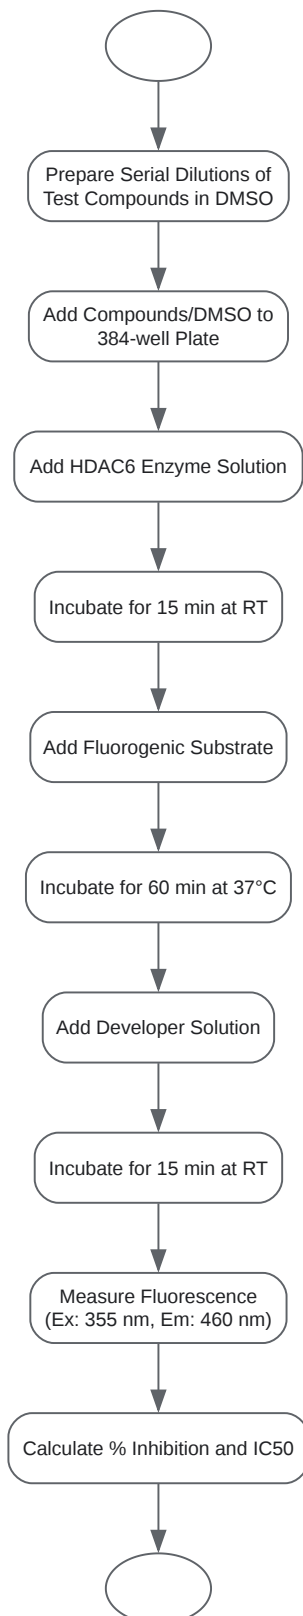 Prepare Serial Dilutions of
Test Compounds in DMSO
Add Compounds/DMSO to
384-well Plate
Add HDAC6 Enzyme Solution
Incubate for 15 min at RT
Add Fluorogenic Substrate
Incubate for 60 min at 37°C
Add Developer Solution
Incubate for 15 min at RT
Measure Fluorescence
(Ex: 355 nm, Em: 460 nm)
Calculate % Inhibition and IC50